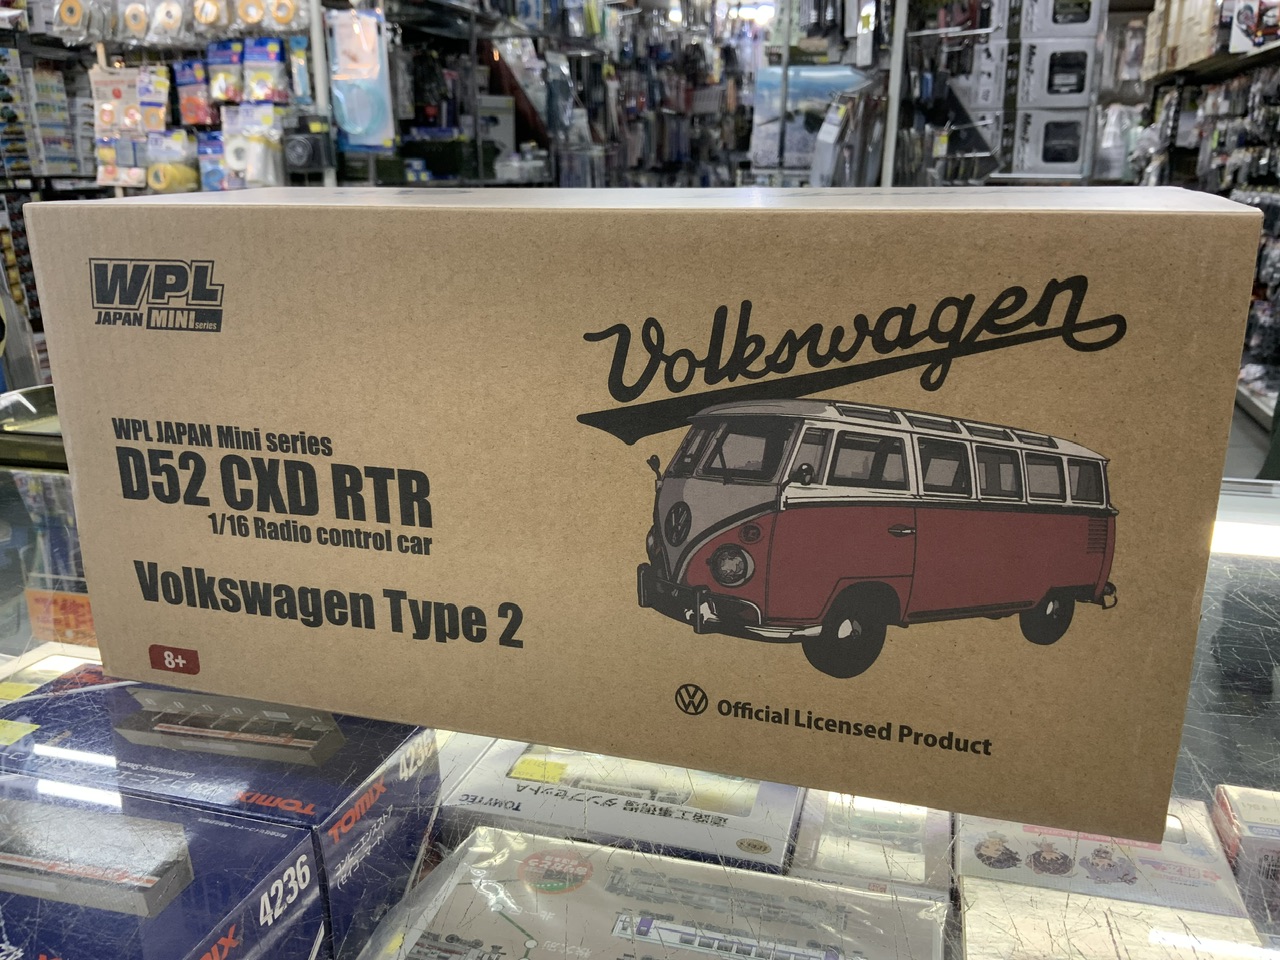 WPL
JAPAN MINI series
Volkswagen
WPL JAPAN Mini series
D52 CXD RTR
1/16 Radio control car
Volkswagen Type 2
8+
Official Licensed Product
4236
TOMIX
TOMIX
4236
TOMYTEC